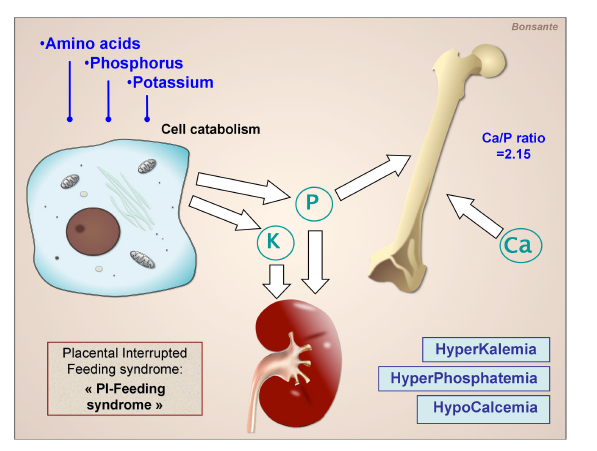 Bonsante
•Amino acids
•Phosphorus
•Potassium
Cell catabolism
Ca/P ratio
=2.15
P
K
Ca
Placental Interrupted
Feeding syndrome:
« PI-Feeding
syndrome »
HyperKalemia
HyperPhosphatemia
HypoCalcemia